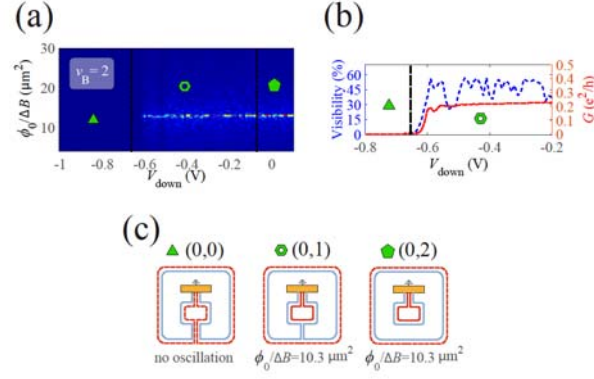 (a)
ϕ0/ΔB (μm²)
30
20
10
νB = 2
-1 -0.8 -0.6 -0.4 -0.2 0
Vdown (V)
(b)
Visibility (%)
60
45
30
15
0
0.5
0.4
0.3
0.2
0.1
0
G (e²/h)
-0.8 -0.6 -0.4 -0.2
Vdown (V)
(c)
(0,0) (0,1) (0,2)
no oscillation ϕ0/ΔB=10.3 μm² ϕ0/ΔB=10.3 μm²